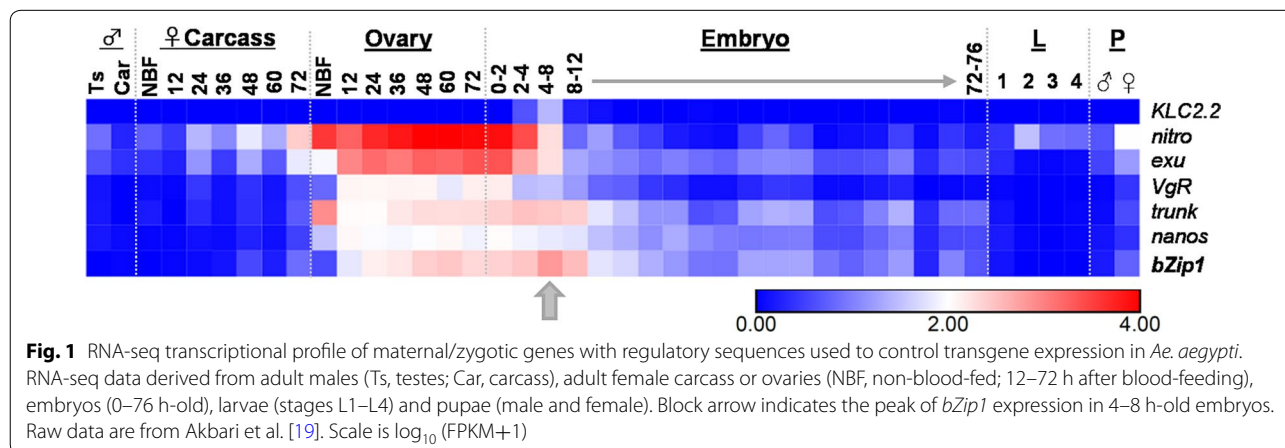 ♂ ♀ Carcass Ovary Embryo L P
Ts Car NBF 12 24 36 48 60 72 NBF 12 24 36 48 60 72 0-2 2-4 4-8 8-12 72-76 1 2 3 4 ♂ ♀
KLC2.2
nitro
exu
VgR
trunk
nanos
bZip1
0.00 2.00 4.00
Fig. 1 RNA-seq transcriptional profile of maternal/zygotic genes with regulatory sequences used to control transgene expression in Ae. aegypti.
RNA-seq data derived from adult males (Ts, testes; Car, carcass), adult female carcass or ovaries (NBF, non-blood-fed; 12–72 h after blood-feeding),
embryos (0–76 h-old), larvae (stages L1–L4) and pupae (male and female). Block arrow indicates the peak of bZip1 expression in 4–8 h-old embryos.
Raw data are from Akbari et al. [19]. Scale is log₁₀ (FPKM+1)